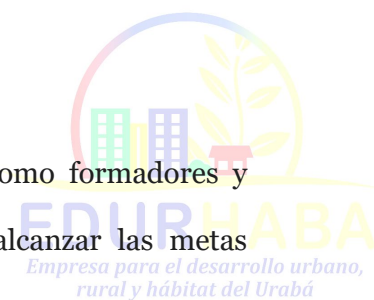 omo formadores y
EDURHABA
alcanzar las metas
Empresa para el desarrollo urbano,
rural y hábitat del Urabá